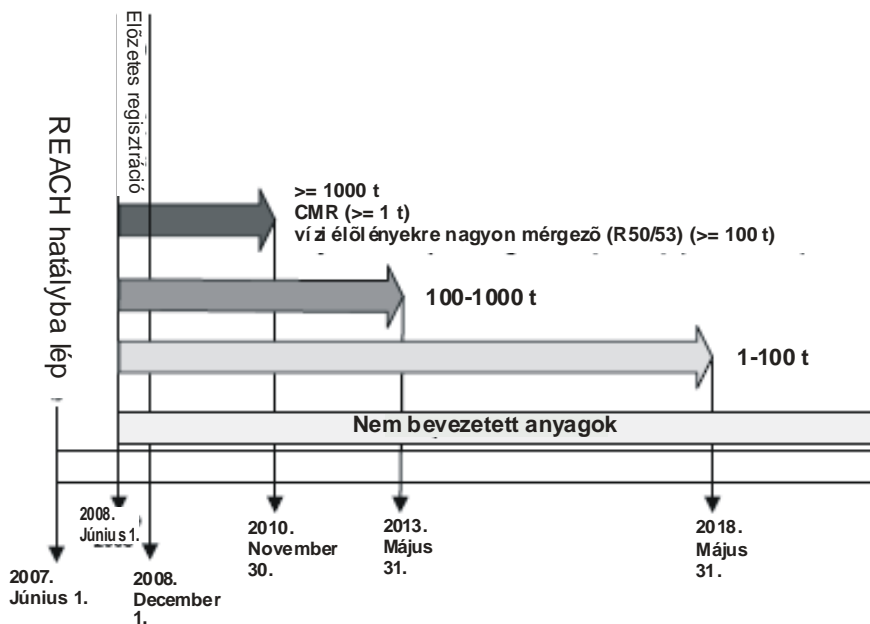 Előzetes regisztráció
REACH hatályba lép
>= 1000 t
CMR (>= 1 t)
vízi élőlényekre nagyon mérgező (R50/53) (>= 100 t)
100-1000 t
1-100 t
Nem bevezetett anyagok
2008.
Június 1.
2010.
November
30.
2013.
Május
31.
2018.
Május
31.
2007.
Június 1.
2008.
December
1.